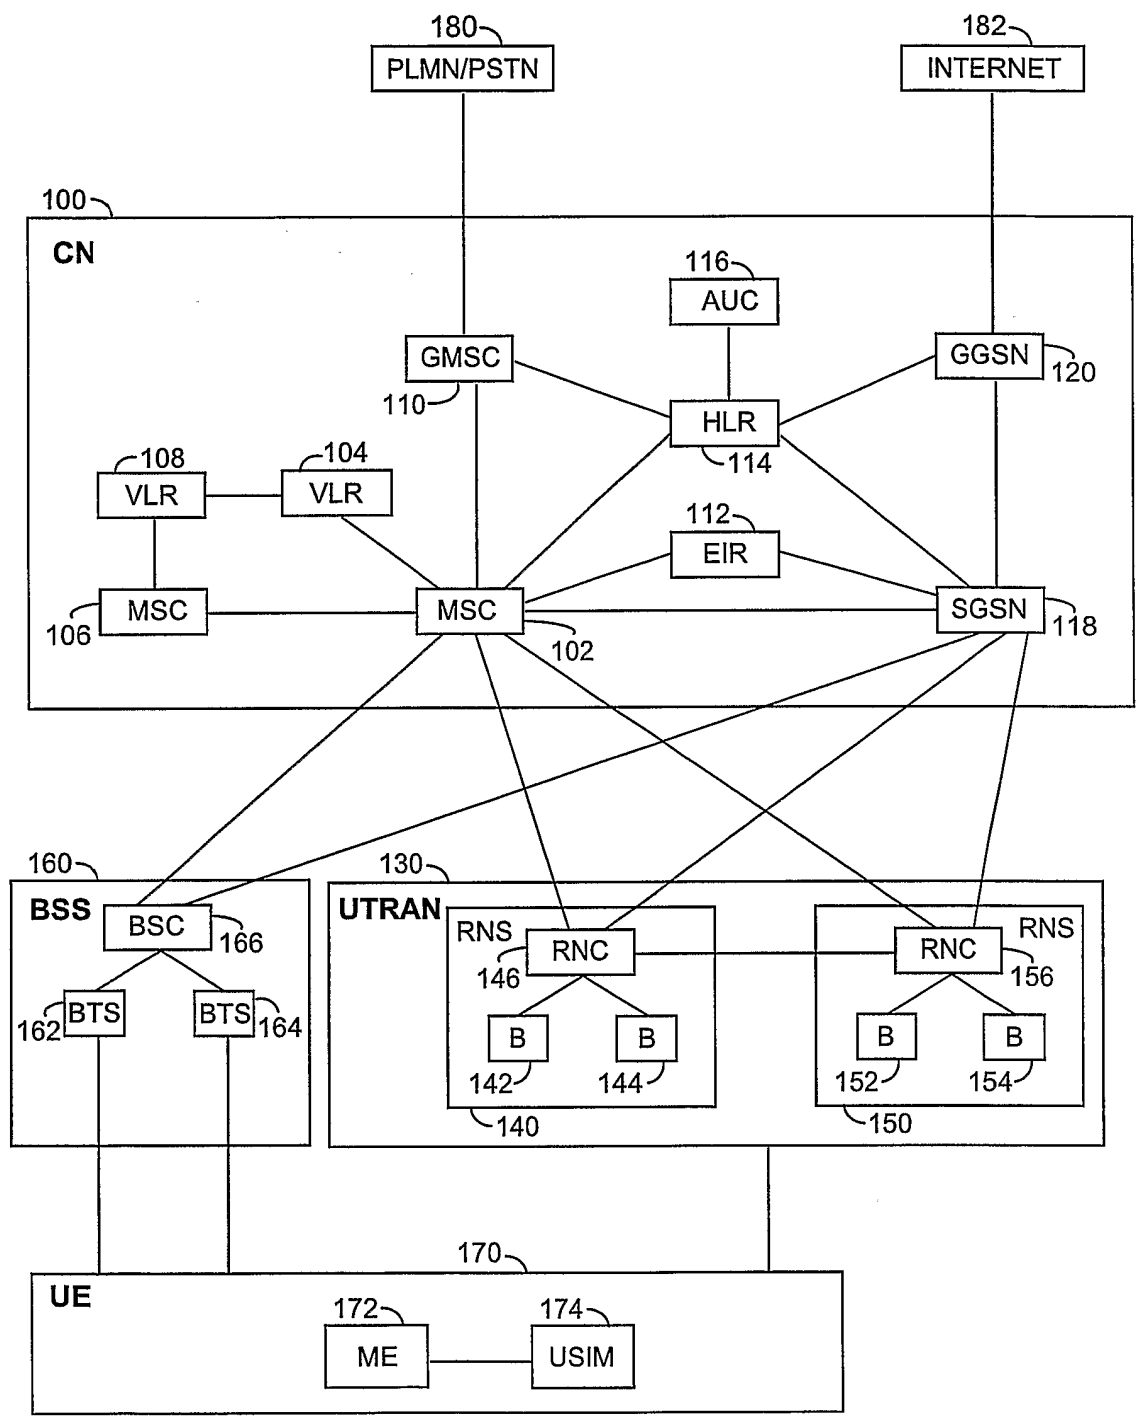 180
PLMN/PSTN
182
INTERNET
100
CN
116
AUC
GMSC
110
GGSN
120
HLR
114
108
VLR
104
VLR
112
EIR
MSC
106
MSC
102
SGSN
118
160
BSS
BSC
166
130
UTRAN
RNS
RNC
146
RNC
RNS
156
162
BTS
BTS
164
B
142
B
144
B
152
B
154
140
150
170
UE
172
ME
174
USIM